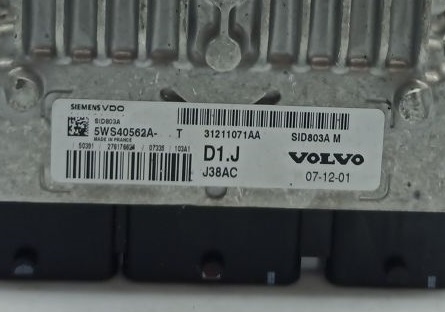 SIEMENS VDO
SID803A
5WS40562A- T 31211071AA SID803A M
MADE IN FRANCE
D1.J VOLVO
J38AC 07-12-01